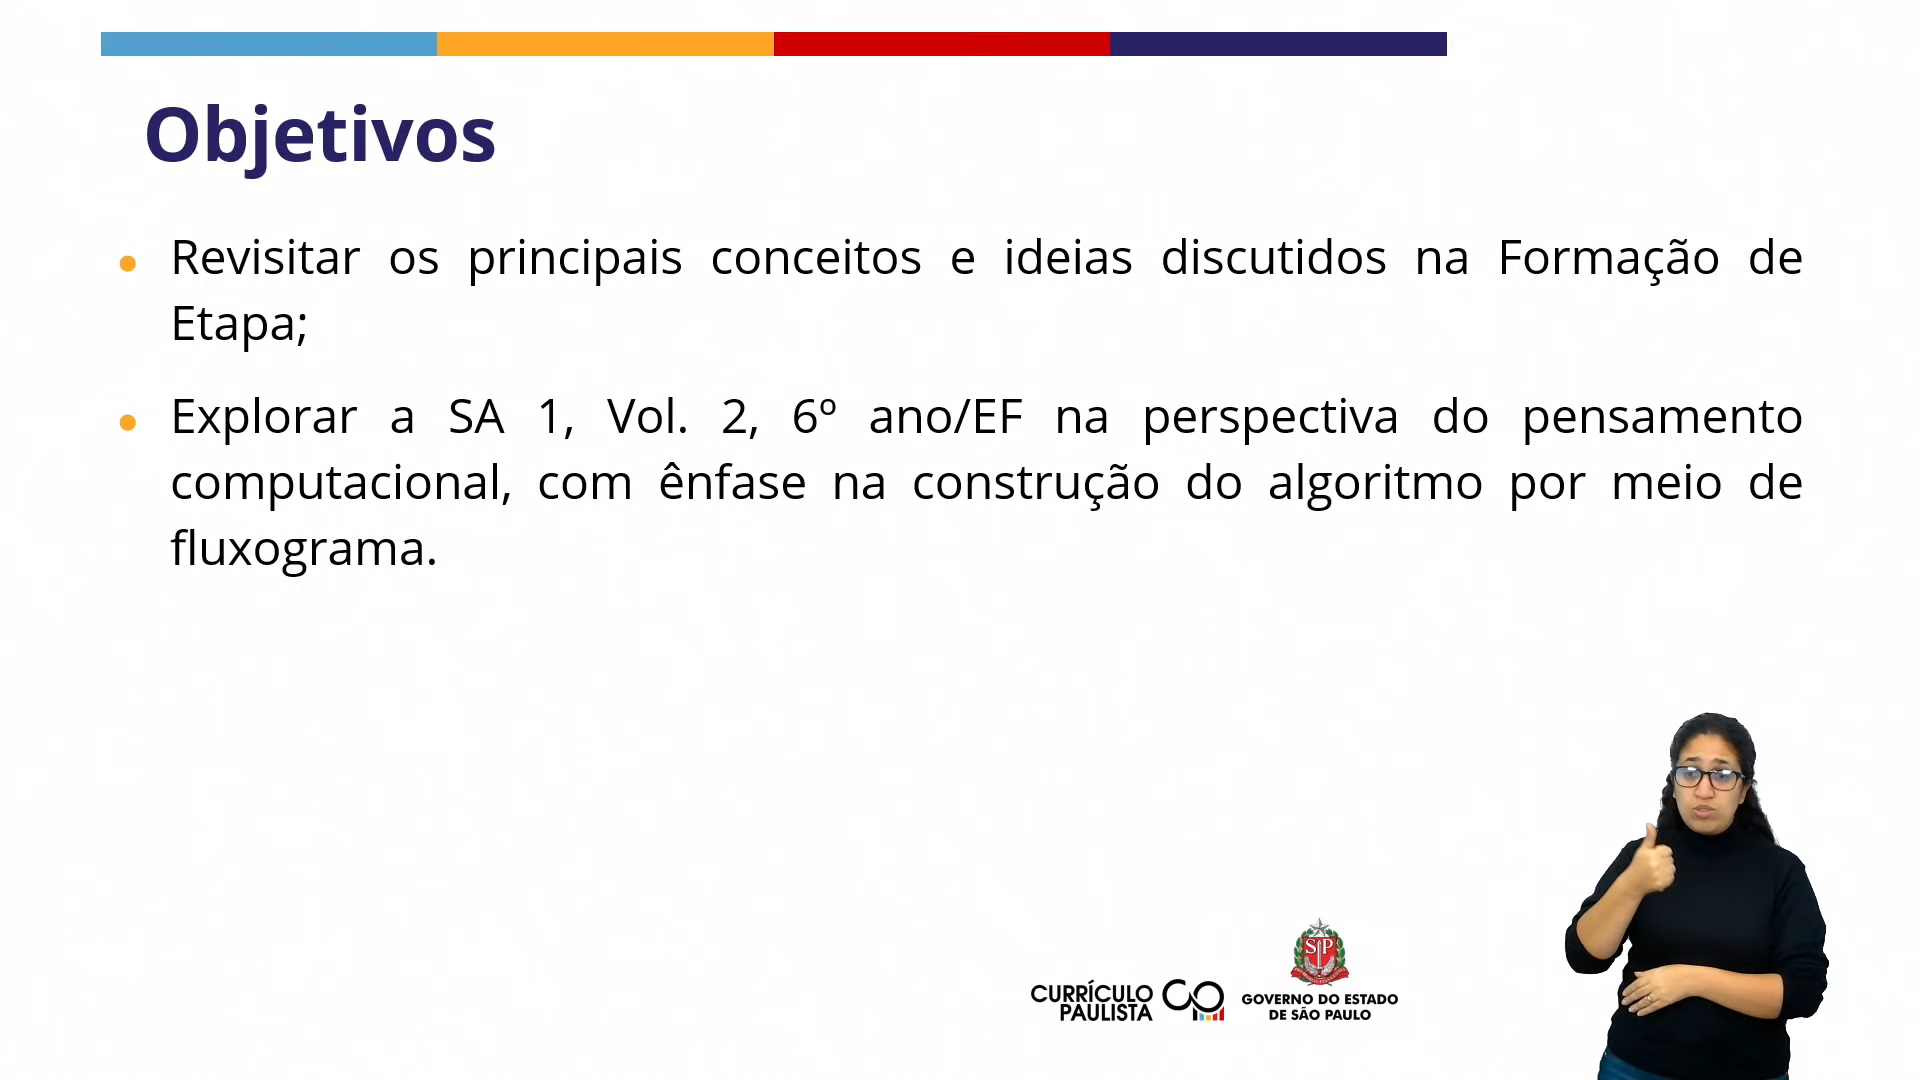 Objetivos
Revisitar os principais conceitos e ideias discutidos na Formação de
Etapa;
Explorar a SA 1, Vol. 2, 6º ano/EF na perspectiva do pensamento
computacional, com ênfase na construção do algoritmo por meio de
fluxograma.
CURRÍCULO
PAULISTA
SP
GOVERNO DO ESTADO
DE SÃO PAULO